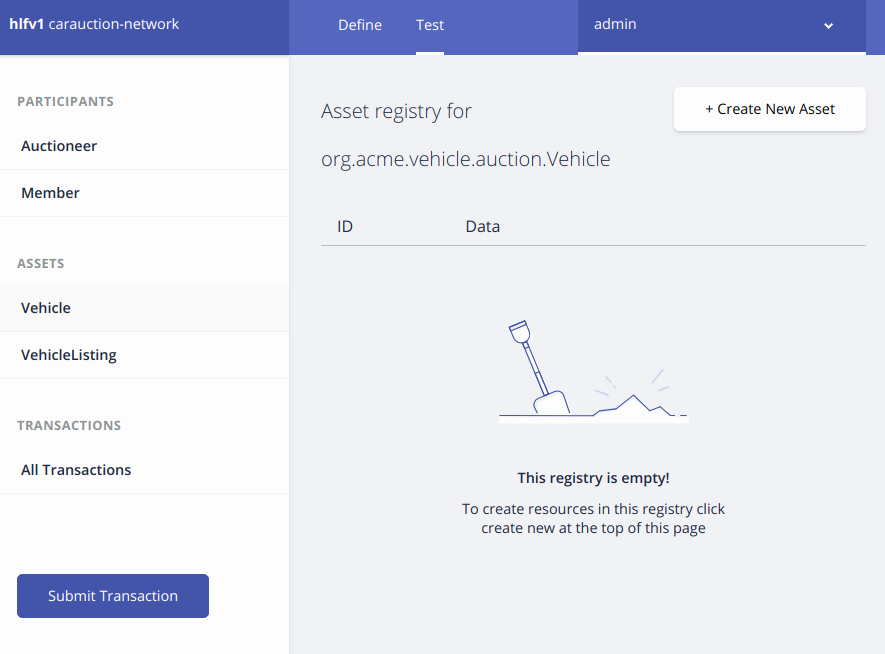 hlfv1 carauction-network
Define
Test
admin
PARTICIPANTS
Auctioneer
Member
ASSETS
Vehicle
VehicleListing
TRANSACTIONS
All Transactions
Submit Transaction
Asset registry for
org.acme.vehicle.auction.Vehicle
+ Create New Asset
ID Data
This registry is empty!
To create resources in this registry click
create new at the top of this page